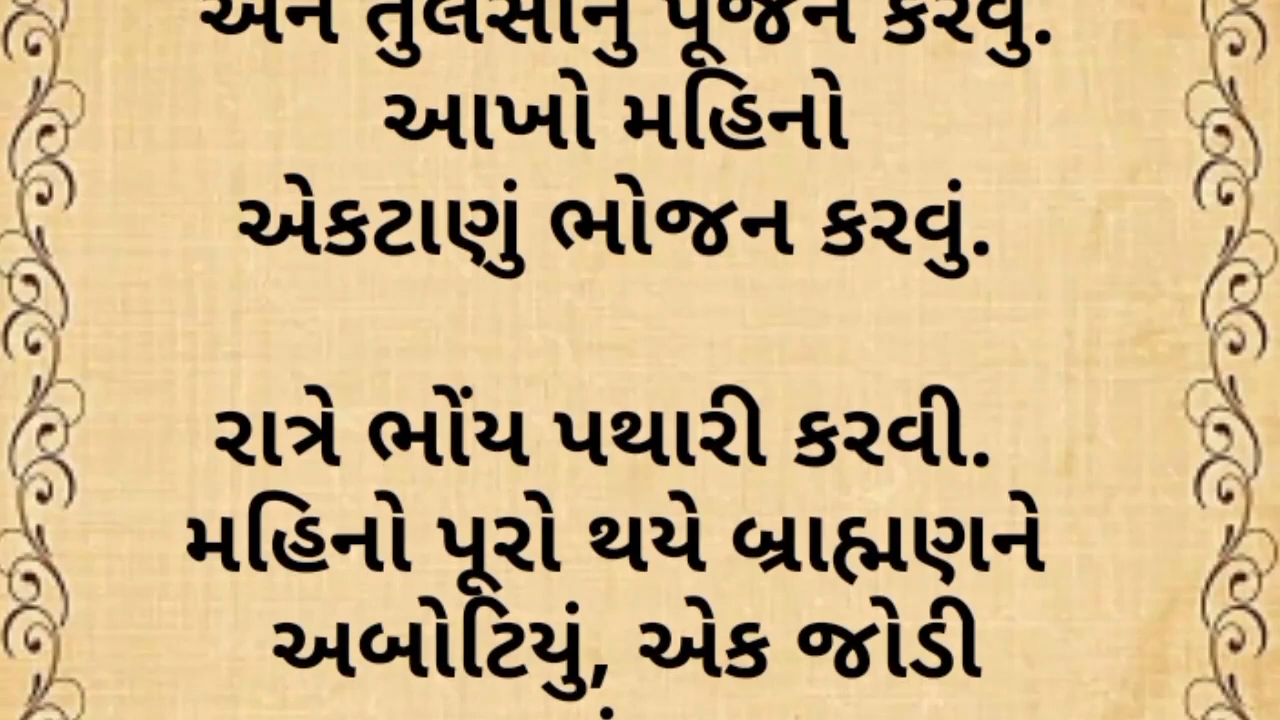 અને તુલસીનું પૂજન કરવું.
આખો મહિનો
એકટાણું ભોજન કરવું.
રાત્રે ભોંય પથારી કરવી.
મહિનો પૂરો થયે બ્રાહ્મણને
અબોટિયું, એક જોડી